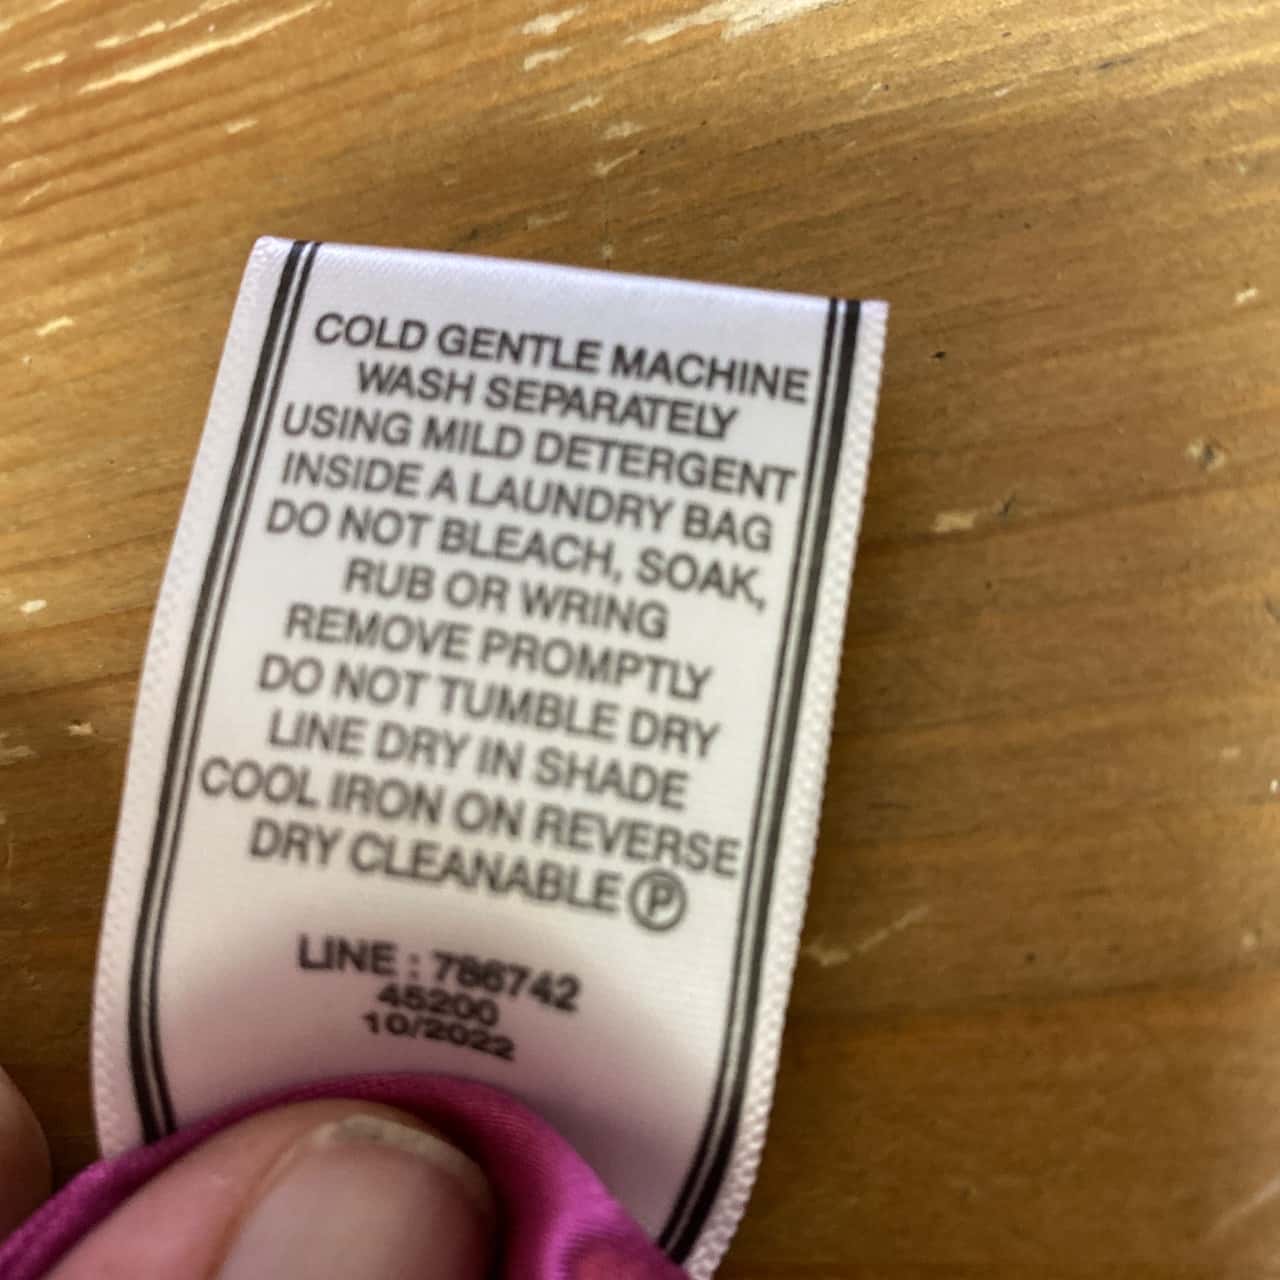 COLD GENTLE MACHINE
WASH SEPARATELY
USING MILD DETERGENT
INSIDE A LAUNDRY BAG
DO NOT BLEACH, SOAK,
RUB OR WRING
REMOVE PROMPTLY
DO NOT TUMBLE DRY
LINE DRY IN SHADE
COOL IRON ON REVERSE
DRY CLEANABLE Ⓟ
LINE : 786742
45200
10/2022